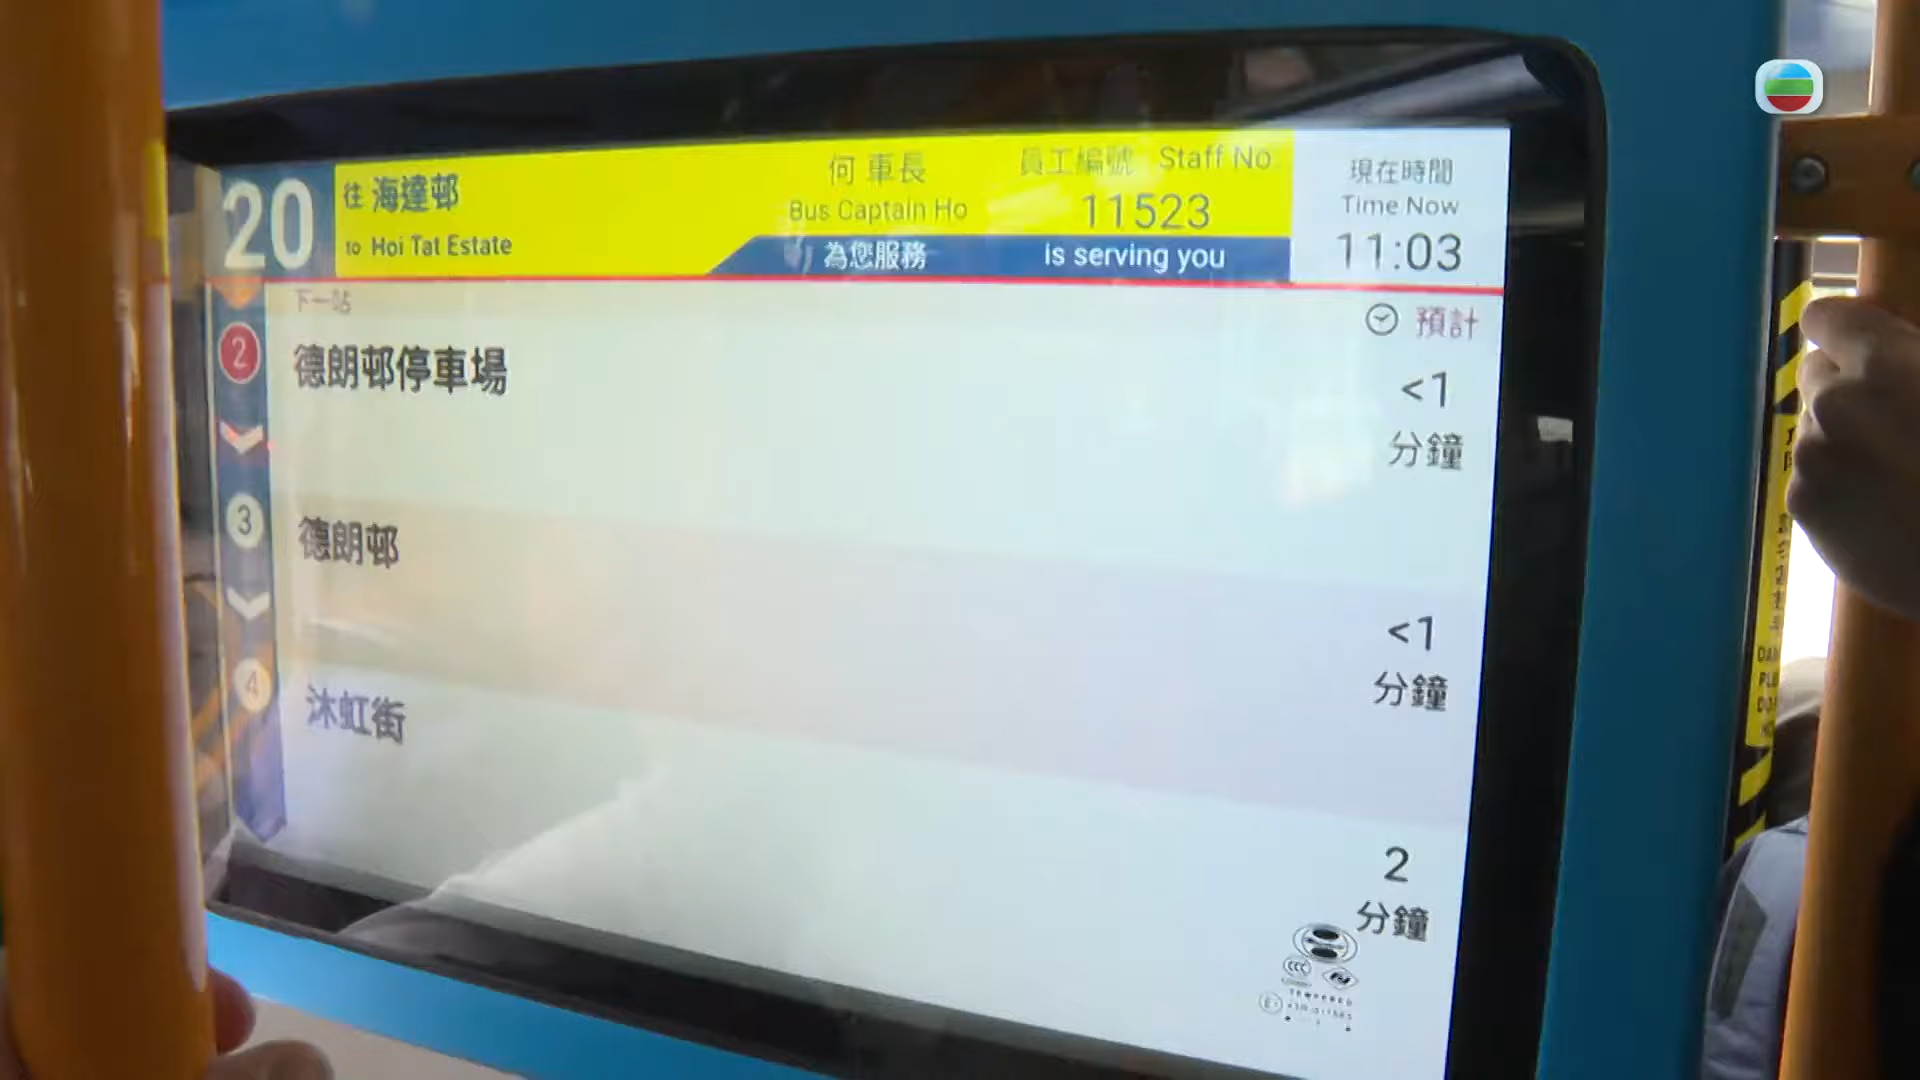 20
往 海達邨
to Hoi Tat Estate
何 車長
Bus Captain Ho
員工編號 Staff No
11523
為您服務
is serving you
現在時間
Time Now
11:03
下一站
預計
2
德朗邨停車場
<1
分鐘
3
德朗邨
<1
分鐘
4
沐虹街
2
分鐘
TEMPERED